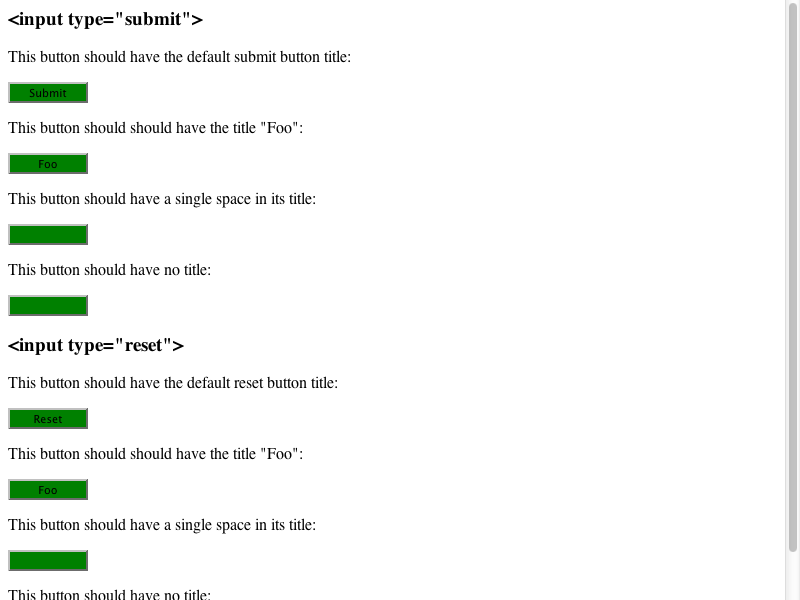 <input type="submit">
This button should have the default submit button title:
Submit
This button should should have the title "Foo":
Foo
This button should have a single space in its title:
This button should have no title:
<input type="reset">
This button should have the default reset button title:
Reset
This button should should have the title "Foo":
Foo
This button should have a single space in its title:
This button should have no title: